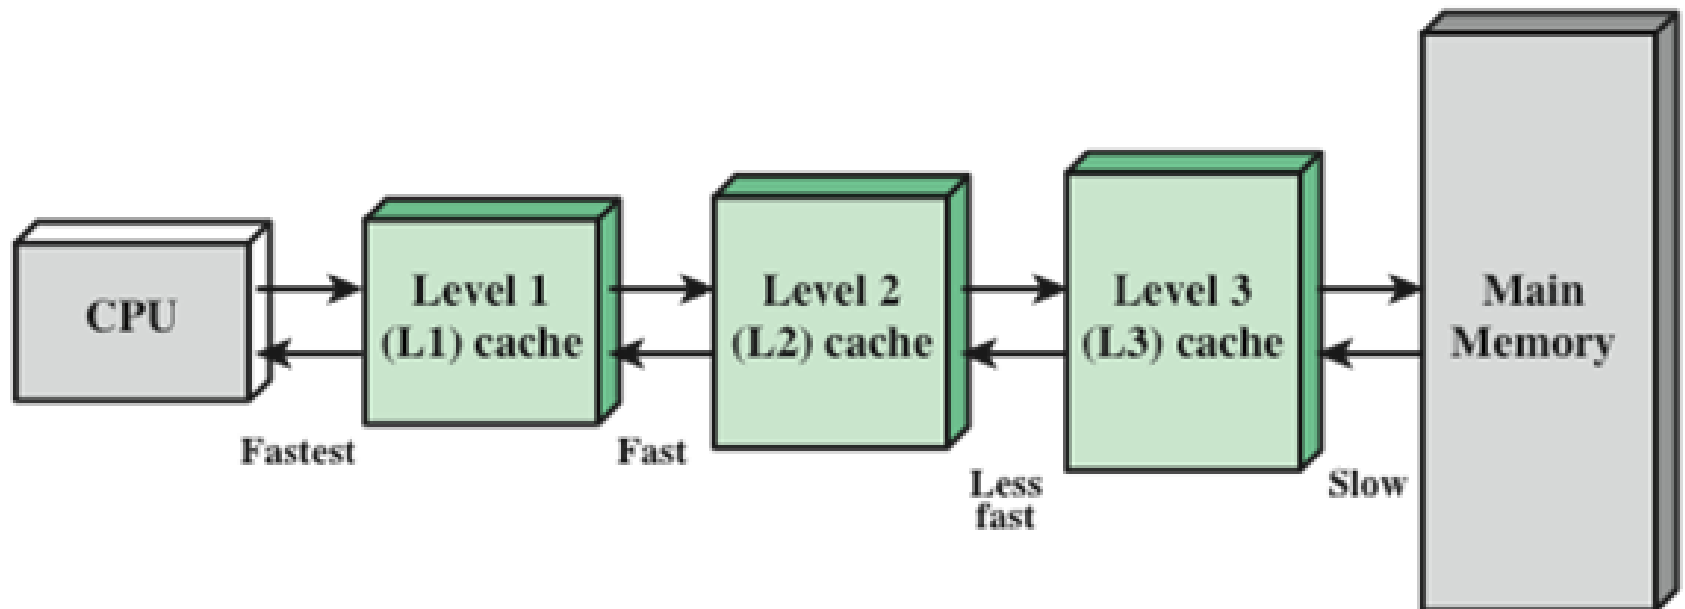 CPU
Level 1
(L1) cache
Level 2
(L2) cache
Level 3
(L3) cache
Main
Memory
Fastest
Fast
Less
fast
Slow